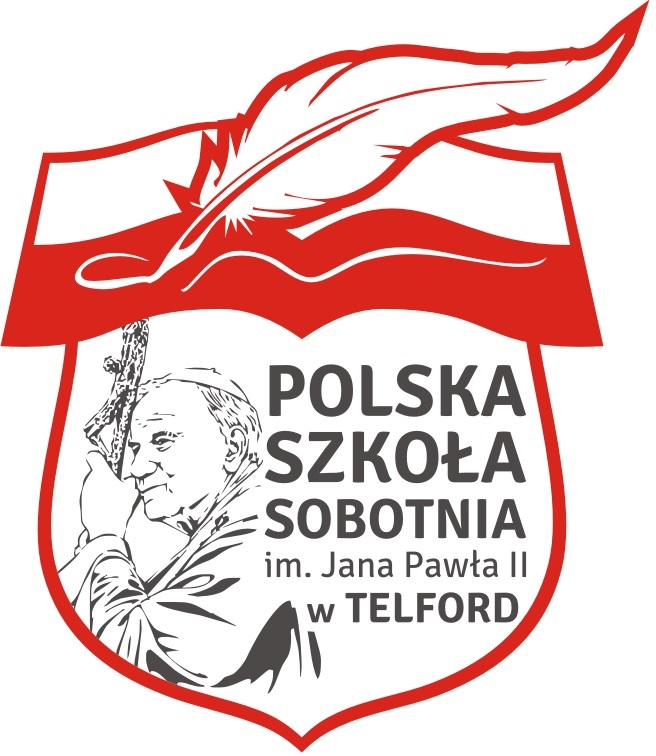 POLSKA
SZKOŁA
SOBOTNIA
im. Jana Pawła II
w TELFORD